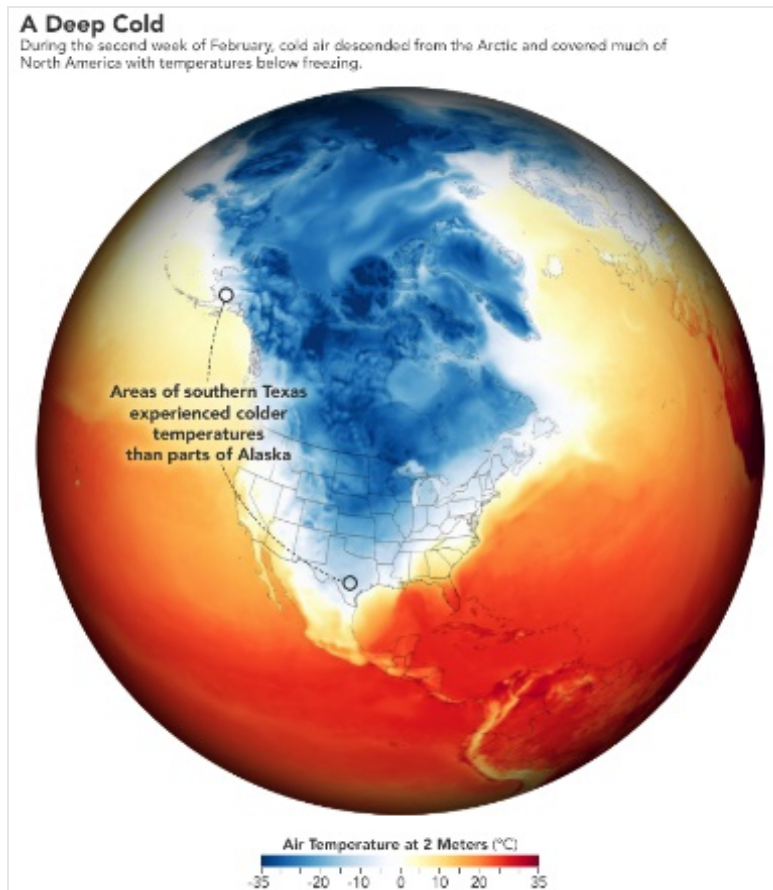 A Deep Cold
During the second week of February, cold air descended from the Arctic and covered much of
North America with temperatures below freezing.
Areas of southern Texas
experienced colder
temperatures
than parts of Alaska
Air Temperature at 2 Meters (°C)
-35 -20 -10 0 10 20 35